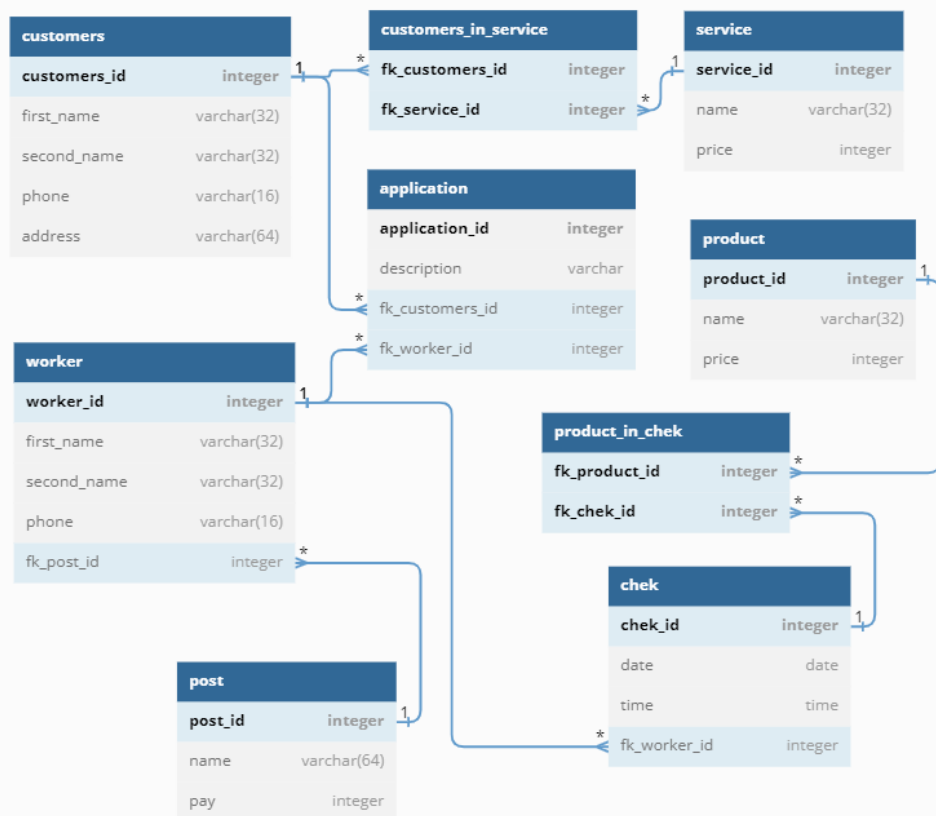 customers
customers_id integer
first_name varchar(32)
second_name varchar(32)
phone varchar(16)
address varchar(64)
customers_in_service
fk_customers_id integer
fk_service_id integer
service
service_id integer
name varchar(32)
price integer
application
application_id integer
description varchar
fk_customers_id integer
fk_worker_id integer
product
product_id integer
name varchar(32)
price integer
worker
worker_id integer
first_name varchar(32)
second_name varchar(32)
phone varchar(16)
fk_post_id integer
product_in_chek
fk_product_id integer
fk_chek_id integer
chek
chek_id integer
date date
time time
fk_worker_id integer
post
post_id integer
name varchar(64)
pay integer
1
*
*
1
*
*
1
1
*
*
1
*
1
*